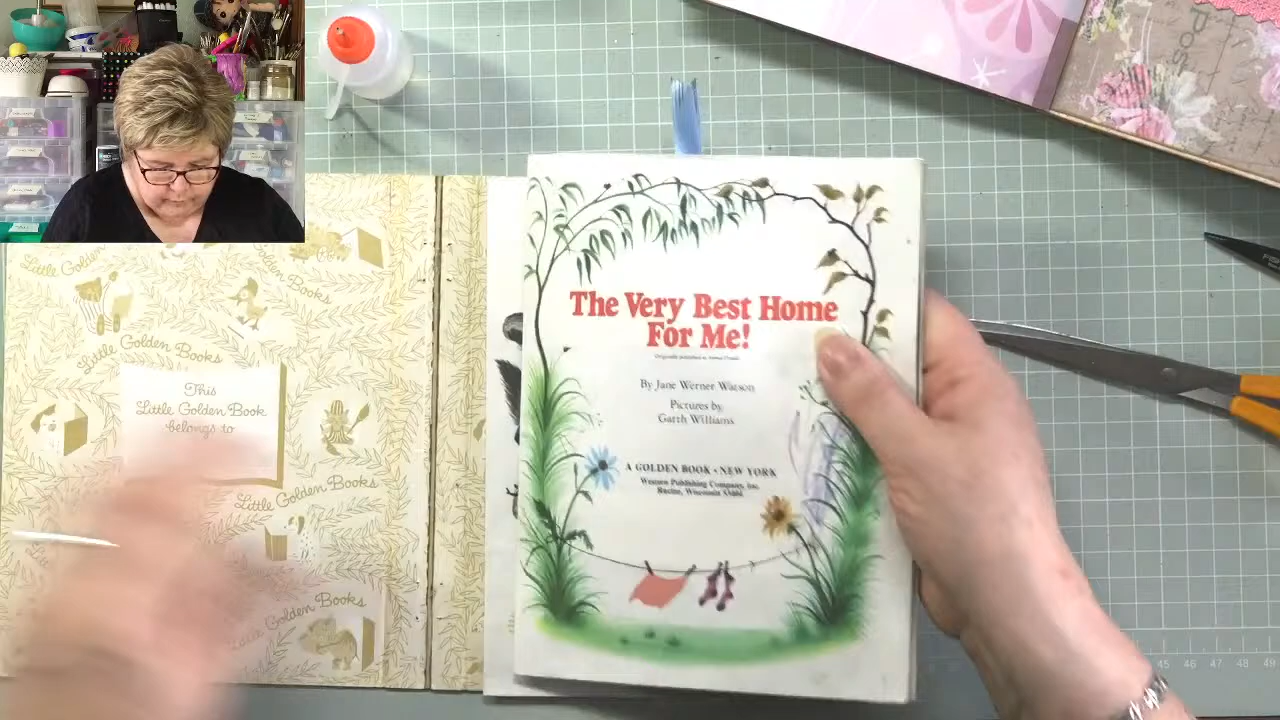 Little Golden Books
Little Golden Books
This
Little Golden Book
belongs to
Little Golden Books
Little Golden Books
The Very Best Home
For Me!
By Jane Werner Watson
Pictures by
Garth Williams
A GOLDEN BOOK • NEW YORK
Western Publishing Company, Inc.
Racine, Wisconsin
45 46 47 48 49